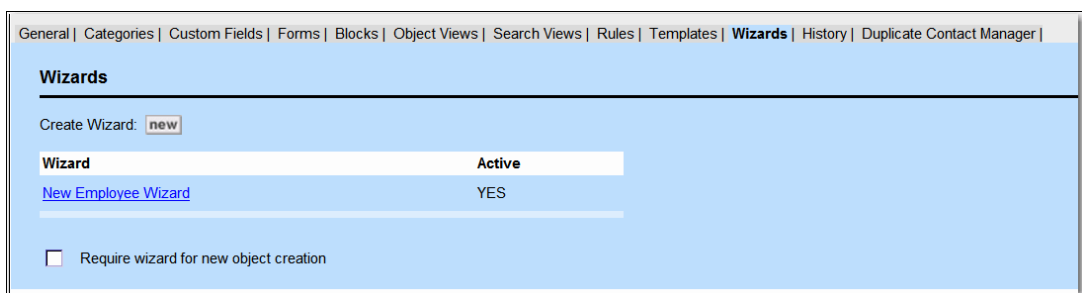 General | Categories | Custom Fields | Forms | Blocks | Object Views | Search Views | Rules | Templates | Wizards | History | Duplicate Contact Manager |
Wizards
Create Wizard: new
Wizard Active
New Employee Wizard YES
Require wizard for new object creation